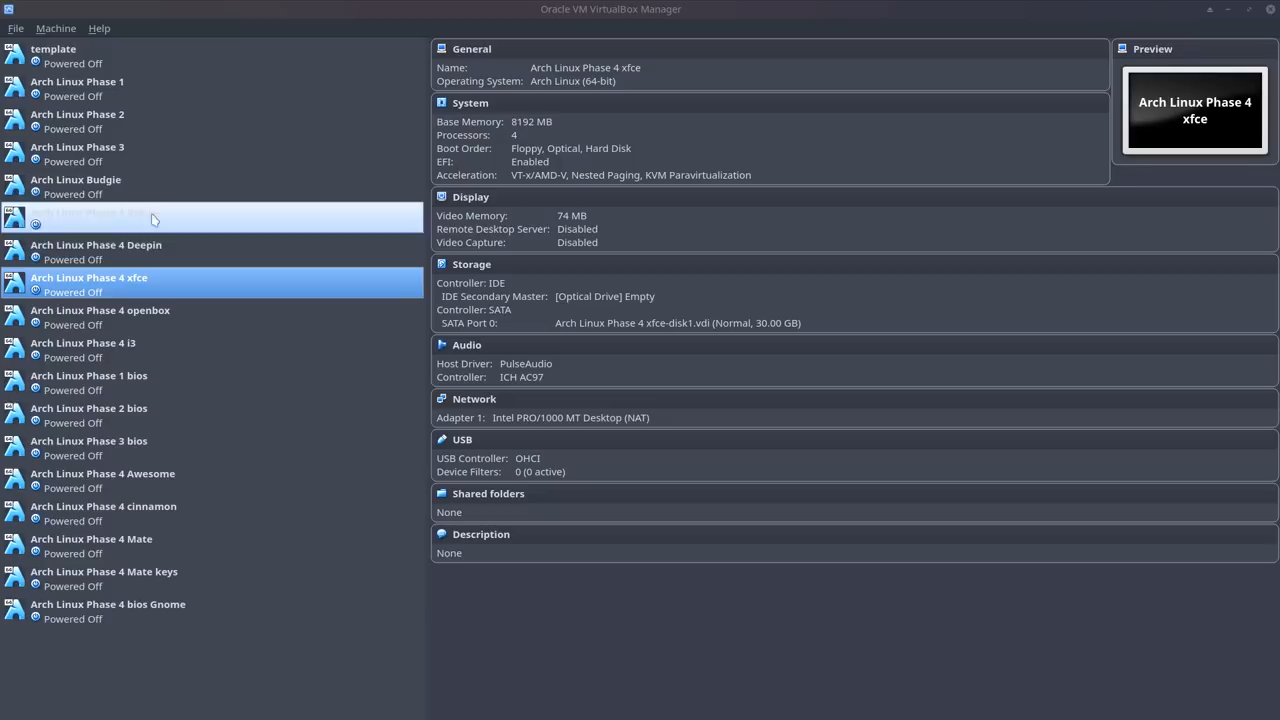 Oracle VM VirtualBox Manager
File Machine Help
template
Powered Off
Arch Linux Phase 1
Powered Off
Arch Linux Phase 2
Powered Off
Arch Linux Phase 3
Powered Off
Arch Linux Budgie
Powered Off
Arch Linux Phase 4
Arch Linux Phase 4 Deepin
Powered Off
Arch Linux Phase 4 xfce
Powered Off
Arch Linux Phase 4 openbox
Powered Off
Arch Linux Phase 4 i3
Powered Off
Arch Linux Phase 1 bios
Powered Off
Arch Linux Phase 2 bios
Powered Off
Arch Linux Phase 3 bios
Powered Off
Arch Linux Phase 4 Awesome
Powered Off
Arch Linux Phase 4 cinnamon
Powered Off
Arch Linux Phase 4 Mate
Powered Off
Arch Linux Phase 4 Mate keys
Powered Off
Arch Linux Phase 4 bios Gnome
Powered Off
General
Name: Arch Linux Phase 4 xfce
Operating System: Arch Linux (64-bit)
System
Base Memory: 8192 MB
Processors: 4
Boot Order: Floppy, Optical, Hard Disk
EFI: Enabled
Acceleration: VT-x/AMD-V, Nested Paging, KVM Paravirtualization
Display
Video Memory: 74 MB
Remote Desktop Server: Disabled
Video Capture: Disabled
Storage
Controller: IDE
IDE Secondary Master: [Optical Drive] Empty
Controller: SATA
SATA Port 0: Arch Linux Phase 4 xfce-disk1.vdi (Normal, 30.00 GB)
Audio
Host Driver: PulseAudio
Controller: ICH AC97
Network
Adapter 1: Intel PRO/1000 MT Desktop (NAT)
USB
USB Controller: OHCI
Device Filters: 0 (0 active)
Shared folders
None
Description
None
Preview
Arch Linux Phase 4
xfce